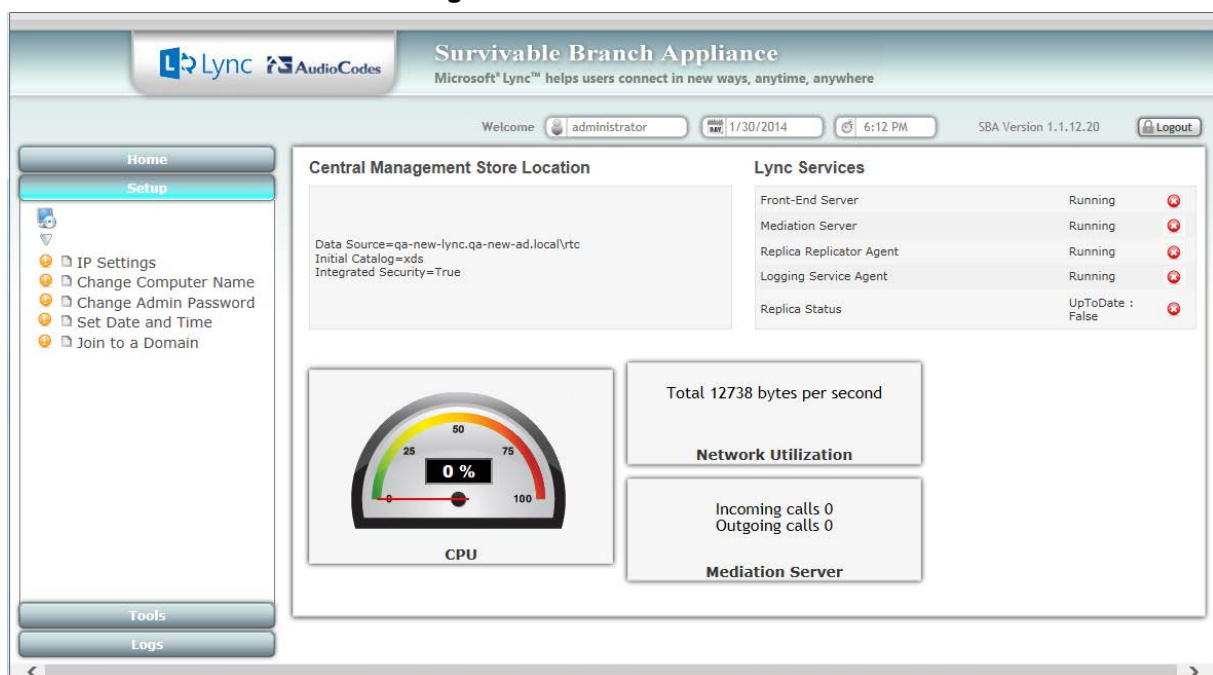 Lync AudioCodes
Survivable Branch Appliance
Microsoft® Lync™ helps users connect in new ways, anytime, anywhere
Welcome administrator 1/30/2014 6:12 PM SBA Version 1.1.12.20 Logout
Home
Setup
IP Settings
Change Computer Name
Change Admin Password
Set Date and Time
Join to a Domain
Tools
Logs
Central Management Store Location
Data Source=qa-new-lync.qa-new-ad.local\rtc
Initial Catalog=xds
Integrated Security=True
Lync Services
Front-End Server Running
Mediation Server Running
Replica Replicator Agent Running
Logging Service Agent Running
Replica Status UpToDate :
False
0
25
50
75
100
0 %
CPU
Total 12738 bytes per second
Network Utilization
Incoming calls 0
Outgoing calls 0
Mediation Server